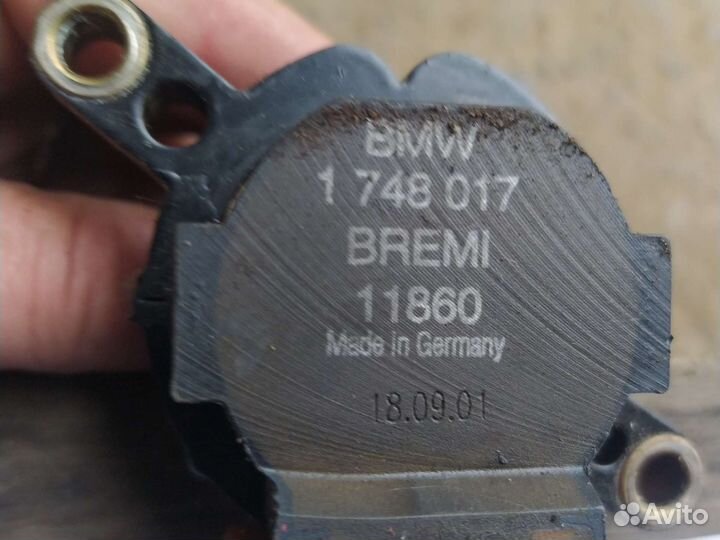 BMW
1 748 017
BREMI
11860
Made in Germany
18.09.01
Avito